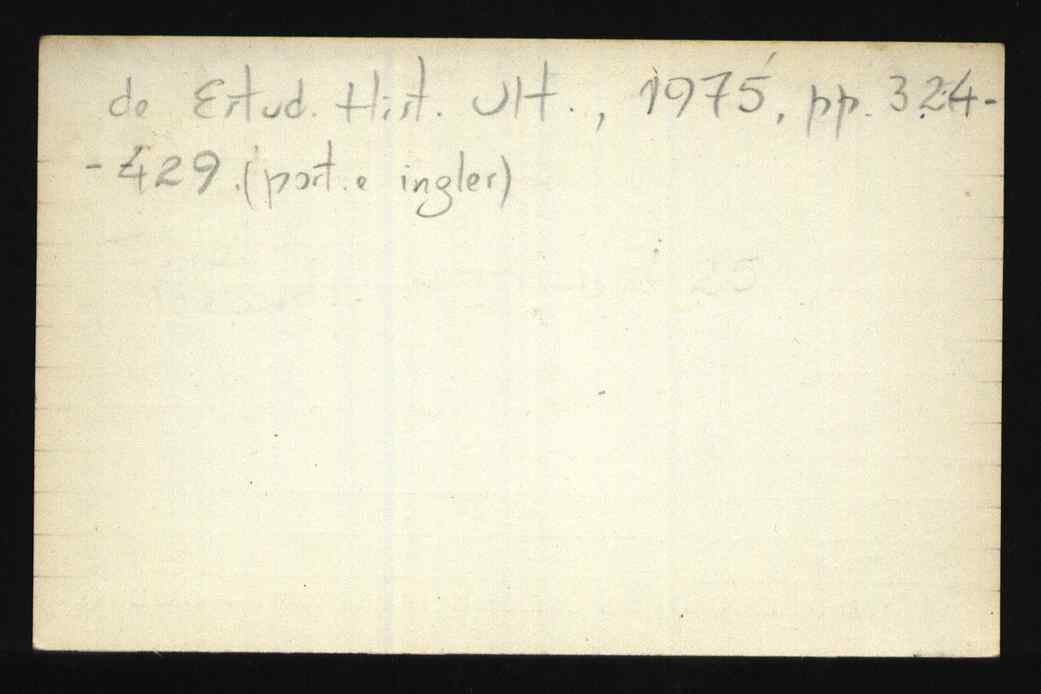 de Estud. Hist. Ult., 1975, pp. 324-
-429.(port. e ingles)